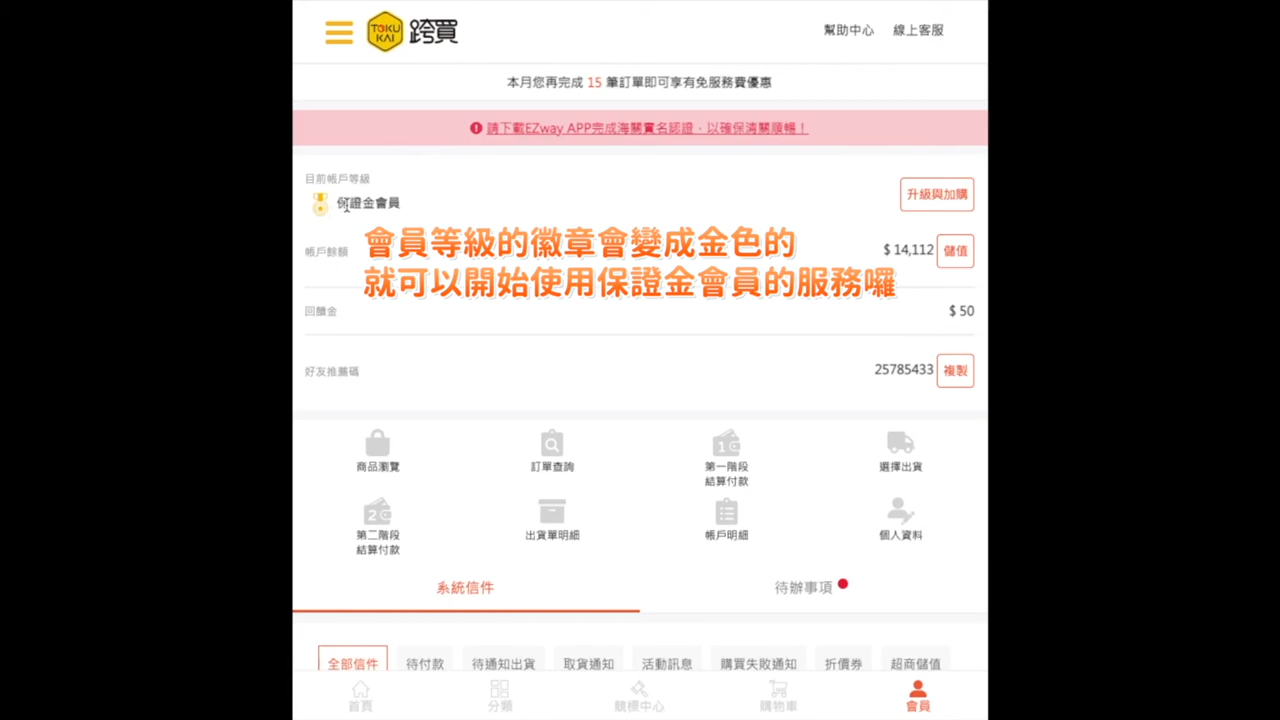 TOKU
KAI
跨買
幫助中心
線上客服
本月您再完成 15 筆訂單即可享有免服務費優惠
請下載EZway APP完成海關實名認證，以確保清關順暢！
目前帳戶等級
保證金會員
升級與加購
會員等級的徽章會變成金色的
帳戶餘額
$ 14,112
儲值
就可以開始使用保證金會員的服務囉
回饋金
$ 50
好友推薦碼
25785433
複製
商品瀏覽
訂單查詢
第一階段
結算付款
選擇出貨
第二階段
結算付款
出貨單明細
帳戶明細
個人資料
系統信件
待辦事項
全部信件
待付款
待通知出貨
取貨通知
活動訊息
購買失敗通知
折價券
超商儲值
首頁
分類
競標中心
購物車
會員